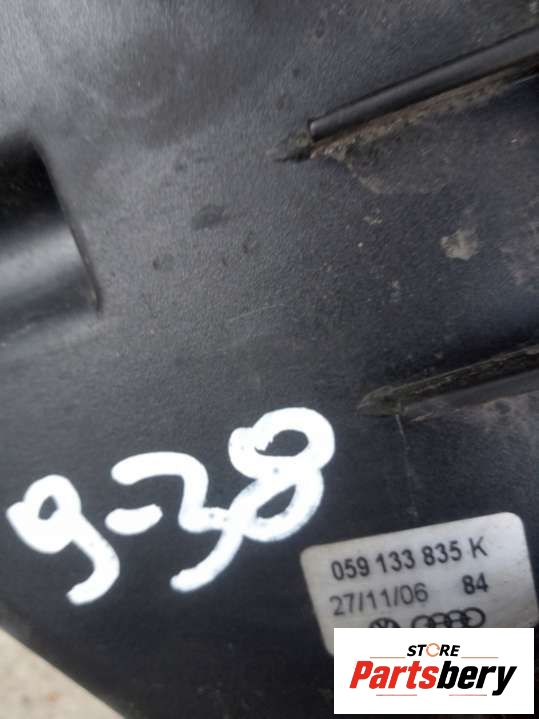 9-38
059 133 835 K
27/11/06 84
STORE
Partsbery